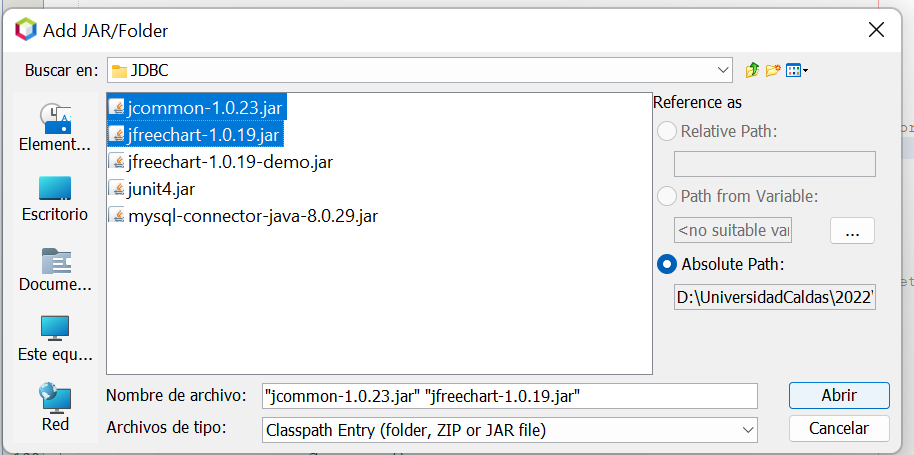 Add JAR/Folder
Buscar en:
JDBC
Element...
Escritorio
Docume...
Este equ...
Red
jcommon-1.0.23.jar
jfreechart-1.0.19.jar
jfreechart-1.0.19-demo.jar
junit4.jar
mysql-connector-java-8.0.29.jar
Reference as
Relative Path:
Path from Variable:
<no suitable var
...
Absolute Path:
D:\UniversidadCaldas\2022\
Nombre de archivo:
"jcommon-1.0.23.jar" "jfreechart-1.0.19.jar"
Abrir
Archivos de tipo:
Classpath Entry (folder, ZIP or JAR file)
Cancelar
or
et